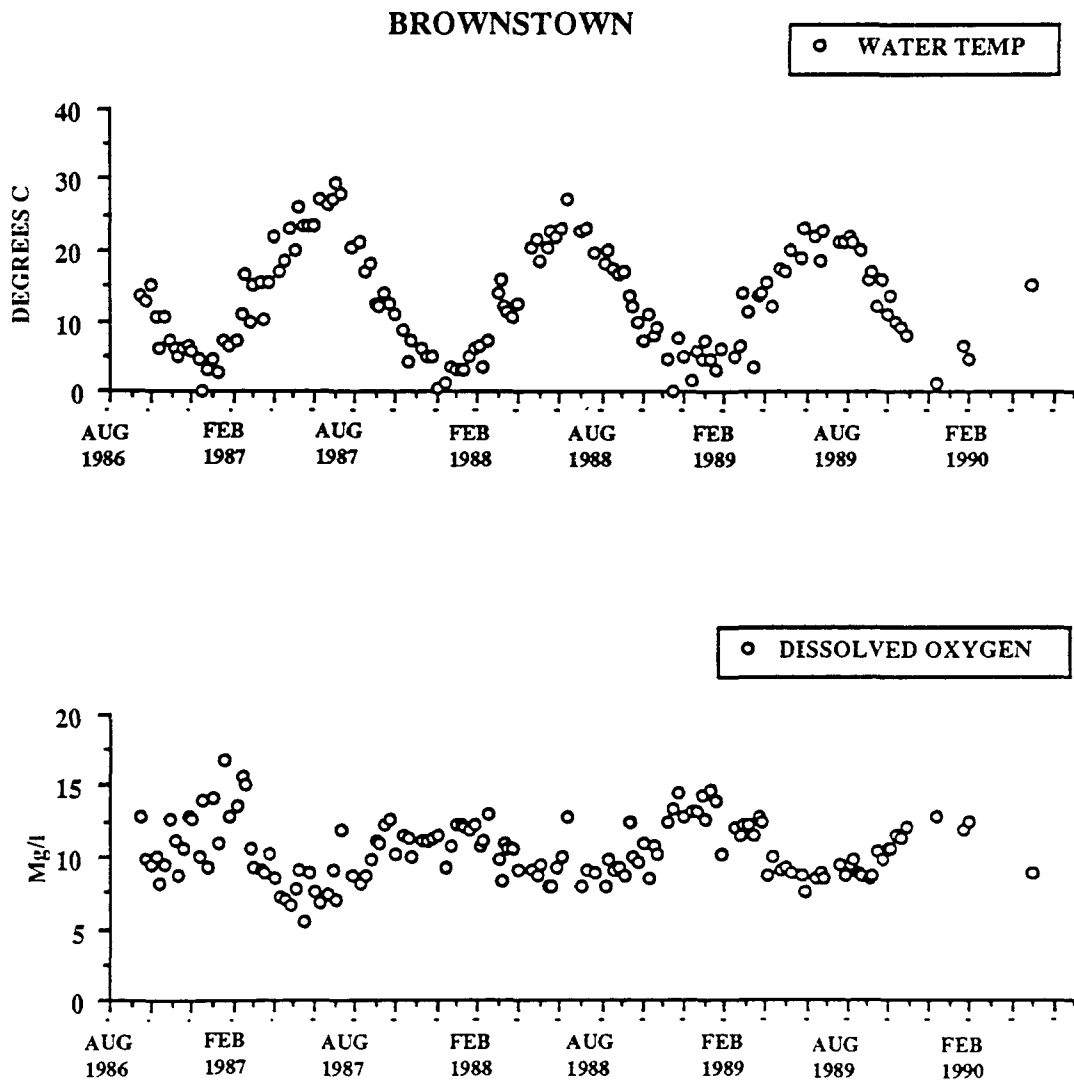 BROWNSTOWN
WATER TEMP
DEGREES C
40
30
20
10
0
AUG 1986
FEB 1987
AUG 1987
FEB 1988
AUG 1988
FEB 1989
AUG 1989
FEB 1990
DISSOLVED OXYGEN
Mg/l
20
15
10
5
0
AUG 1986
FEB 1987
AUG 1987
FEB 1988
AUG 1988
FEB 1989
AUG 1989
FEB 1990